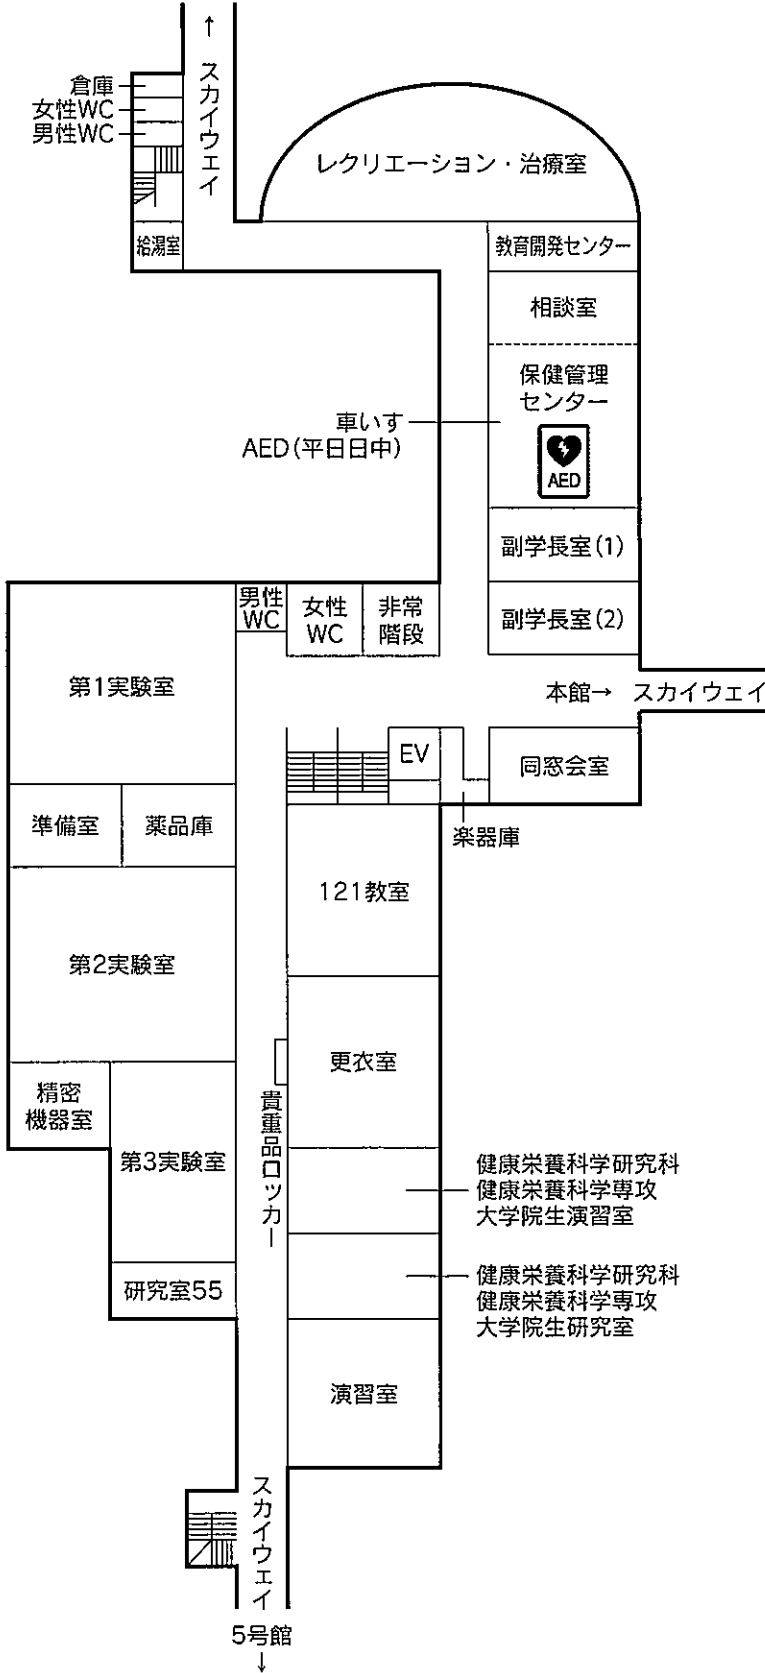 ↑
スカイウェイ
倉庫
女性WC
男性WC
レクリエーション・治療室
給湯室
教育開発センター
相談室
保健管理
センター
車いす
AED(平日日中)
AED
副学長室(1)
副学長室(2)
男性
WC
女性
WC
非常
階段
第1実験室
本館→ スカイウェイ
EV
同窓会室
楽器庫
準備室
薬品庫
121教室
第2実験室
更衣室
精密
機器室
貴重品ロッカー
第3実験室
健康栄養科学研究科
健康栄養科学専攻
大学院生演習室
研究室55
健康栄養科学研究科
健康栄養科学専攻
大学院生研究室
演習室
スカイウェイ
5号館
↓